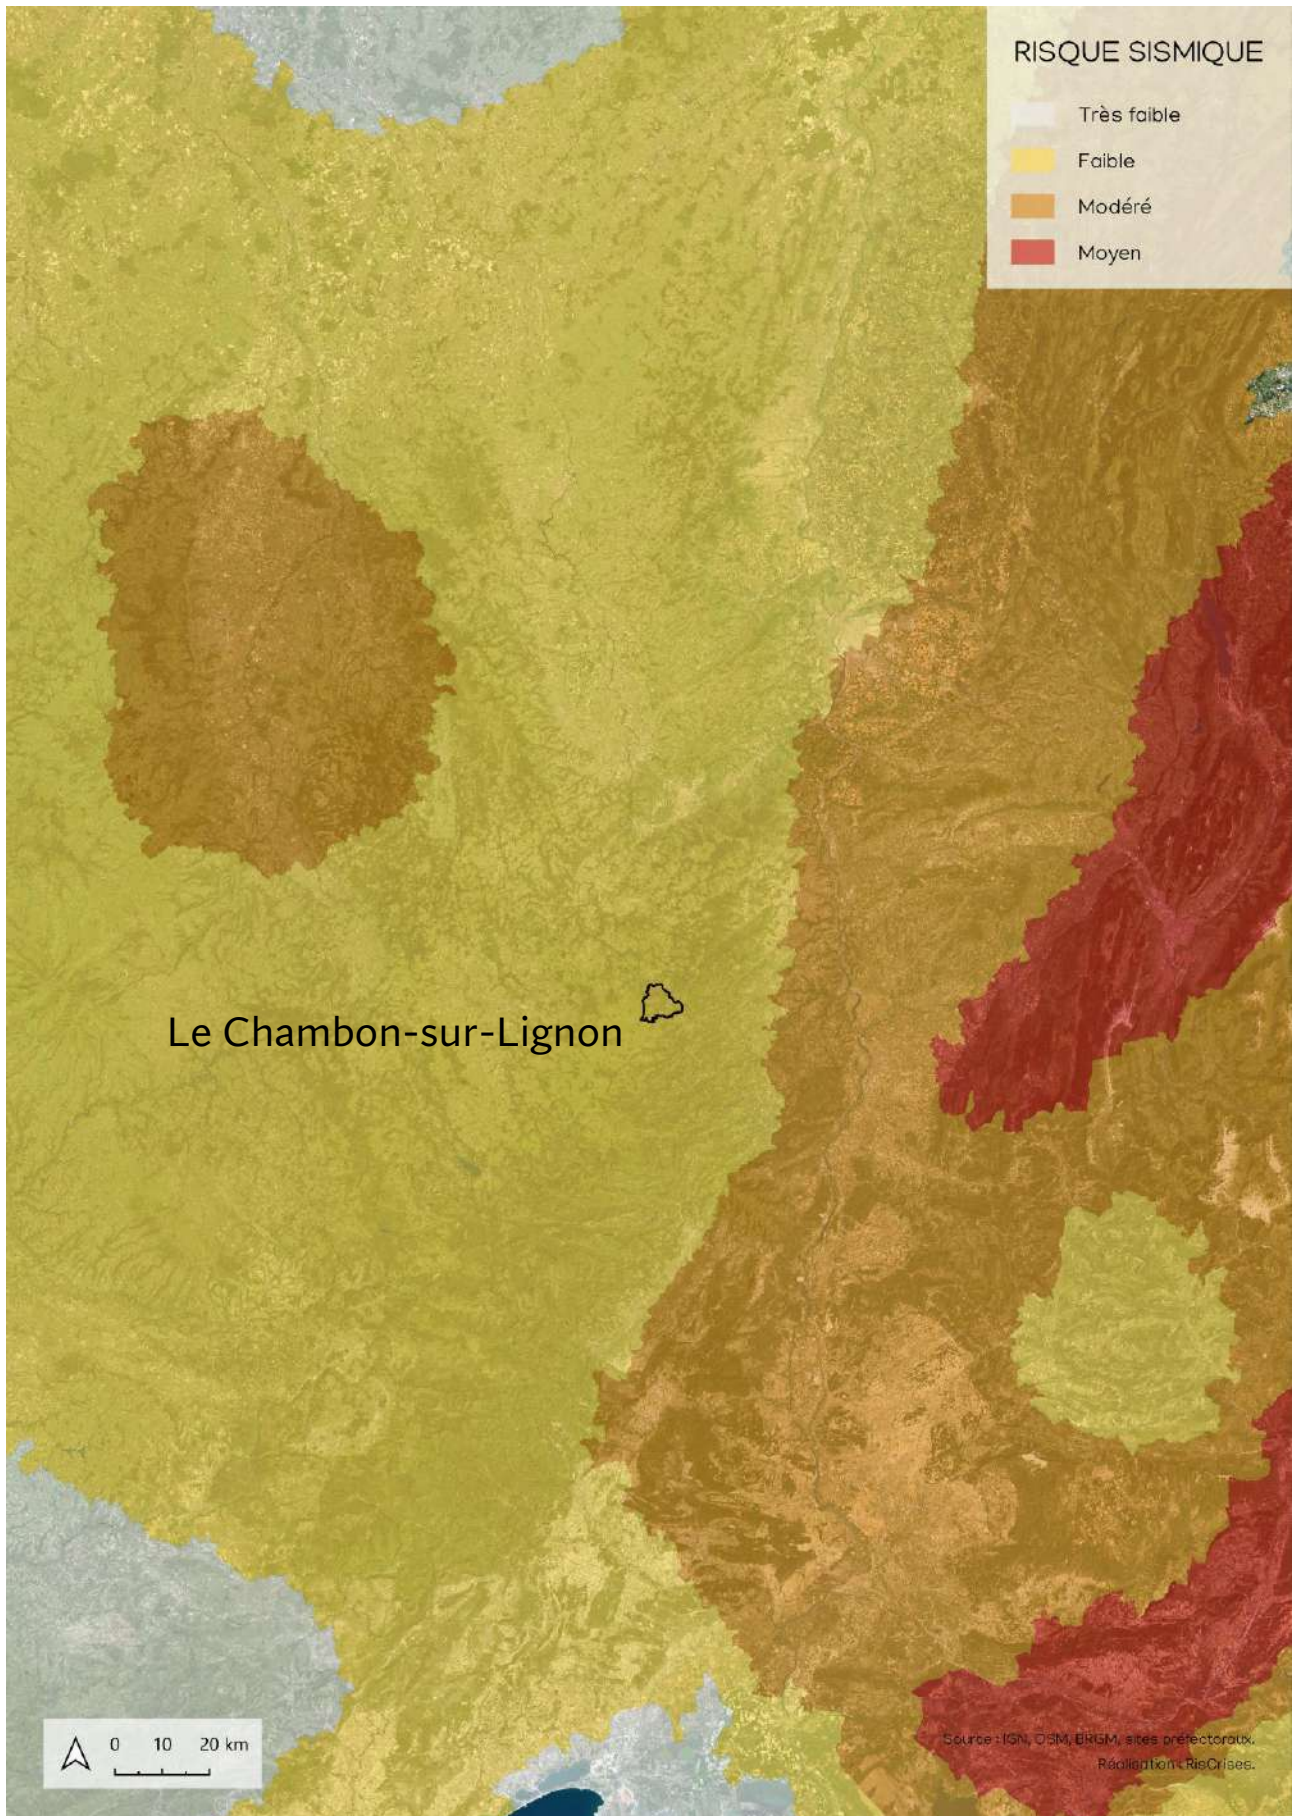 RISQUE SISMIQUE
Très faible
Faible
Modéré
Moyen
Le Chambon-sur-Lignon
0 10 20 km
Source : IGN, OSM, BRGM, sites préfectoraux.
Réalisation : RisCrises.